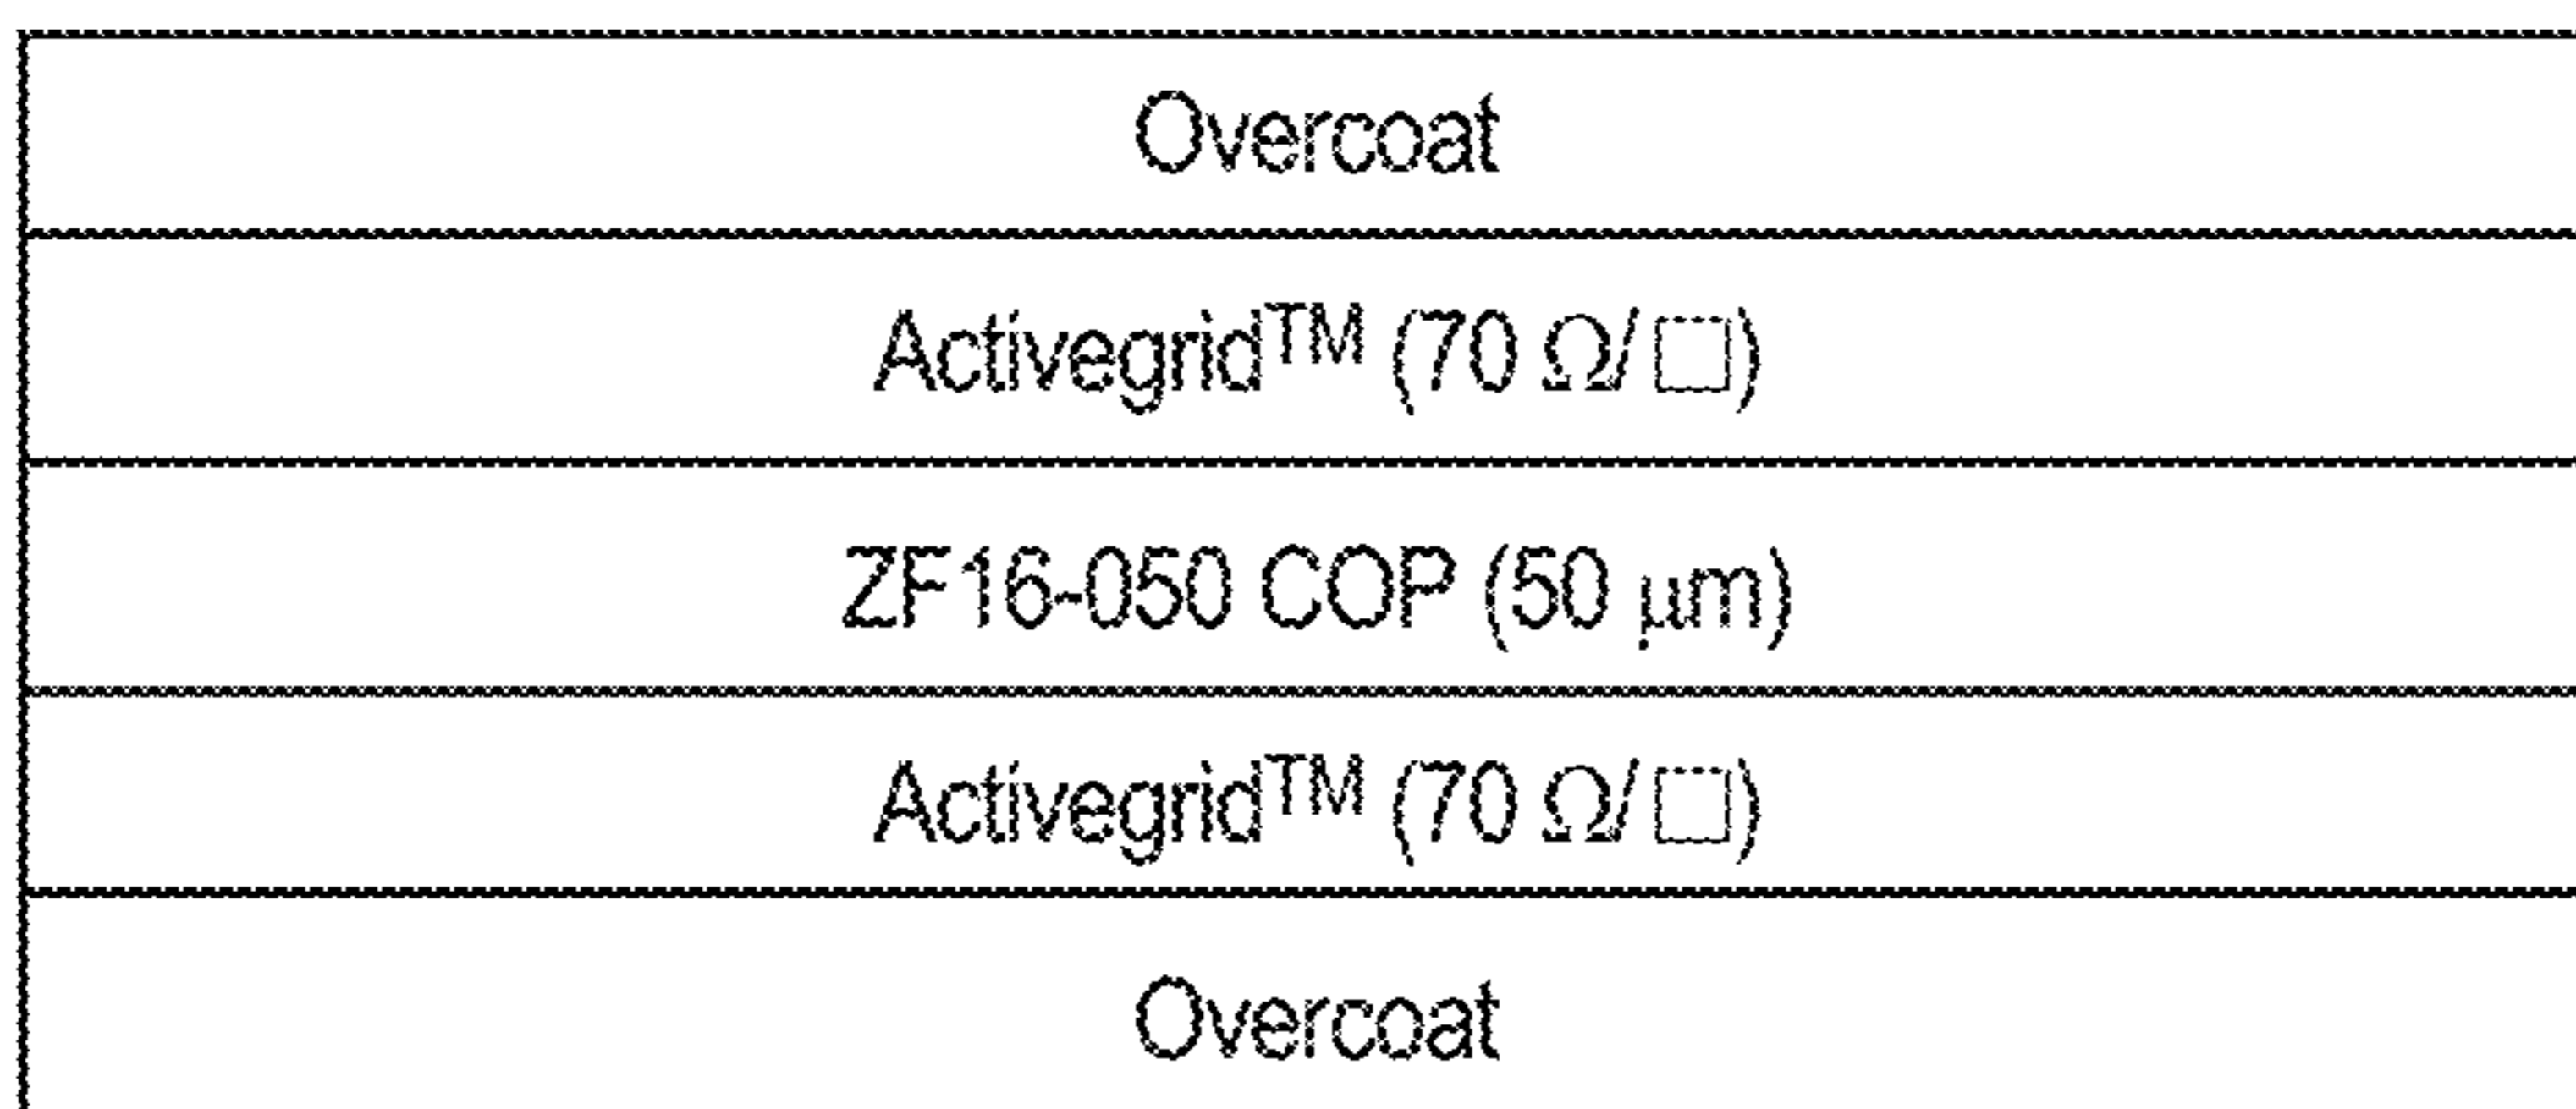 Overcoat
Activegrid™ (70 Ω/□)
ZF16-050 COP (50 μm)
Activegrid™ (70 Ω/□)
Overcoat